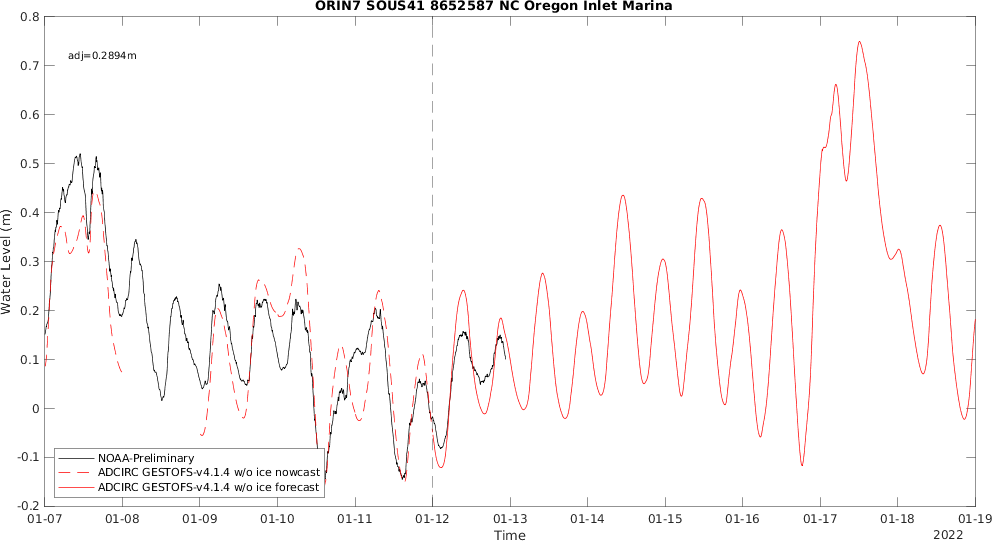 ORIN7 SOUS41 8652587 NC Oregon Inlet Marina
adj=0.2894m
0.8
0.7
0.6
0.5
0.4
0.3
0.2
0.1
0
-0.1
-0.2
Water Level (m)
NOAA-Preliminary
ADCIRC GESTOFS-v4.1.4 w/o ice nowcast
ADCIRC GESTOFS-v4.1.4 w/o ice forecast
01-07 01-08 01-09 01-10 01-11 01-12 01-13 01-14 01-15 01-16 01-17 01-18 01-19
Time
2022